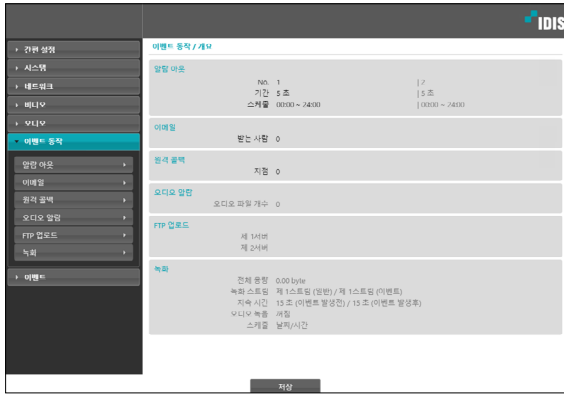 IDIS
간편 설정
시스템
네트워크
비디오
오디오
이벤트 동작
알람 아웃
이메일
원격 콜백
오디오 알림
FTP 업로드
녹화
이벤트
이벤트 동작 / 개요
알람 아웃
No. 1 | 2
기간 5 초 | 5 초
스케줄 00:00 ~ 24:00 | 00:00 ~ 24:00
이메일
받는 사람 0
원격 콜백
지점 0
오디오 알람
오디오 파일 개수 0
FTP 업로드
제 1서버
제 2서버
녹화
전체 용량 0.00 byte
녹화 스트림 제 1스트림 (일반) / 제 1스트림 (이벤트)
지속 시간 15 초 (이벤트 발생전) / 15 초 (이벤트 발생후)
오디오 녹음 꺼짐
스케줄 날짜/시간
저장